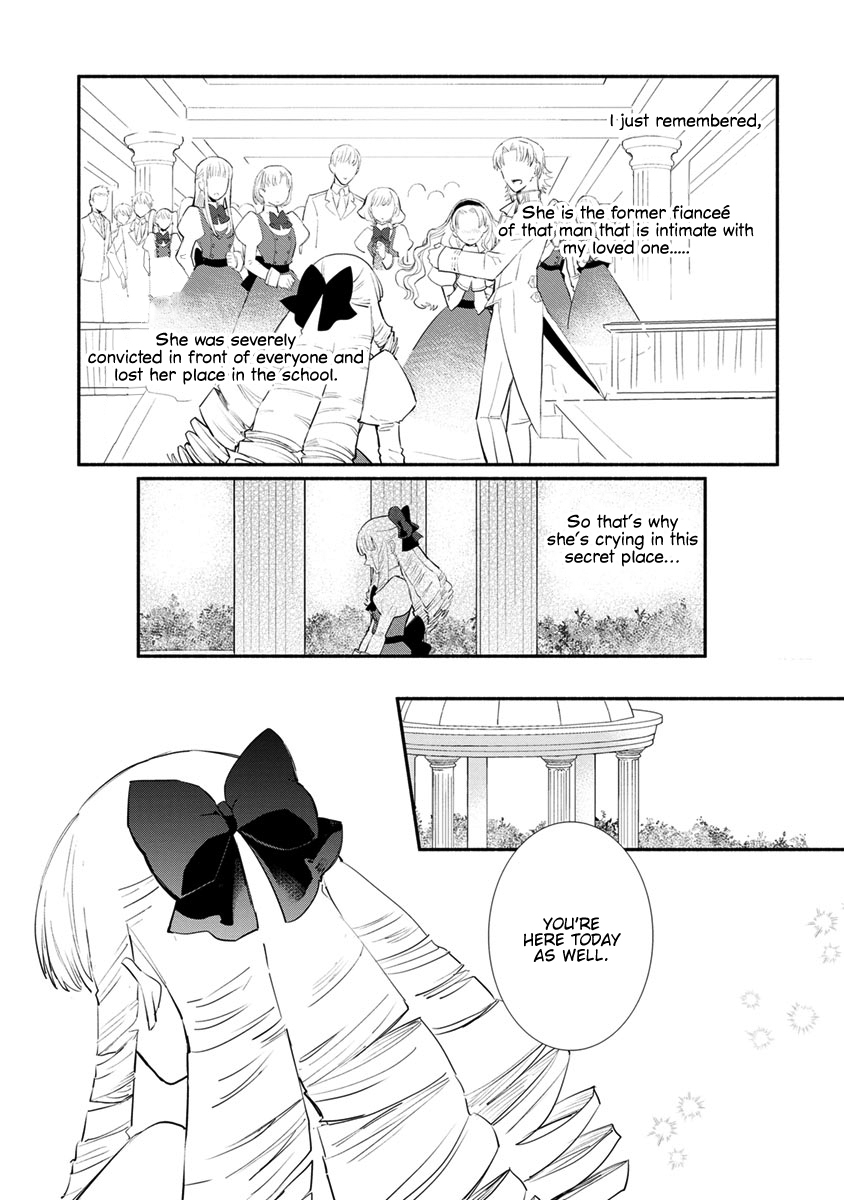 I just remembered,
She is the former fianceé
of that man that is intimate with
my loved one.....
She was severely
convicted in front of everyone and
lost her place in the school.
So that's why
she's crying in this
secret place...
YOU'RE
HERE TODAY
AS WELL.